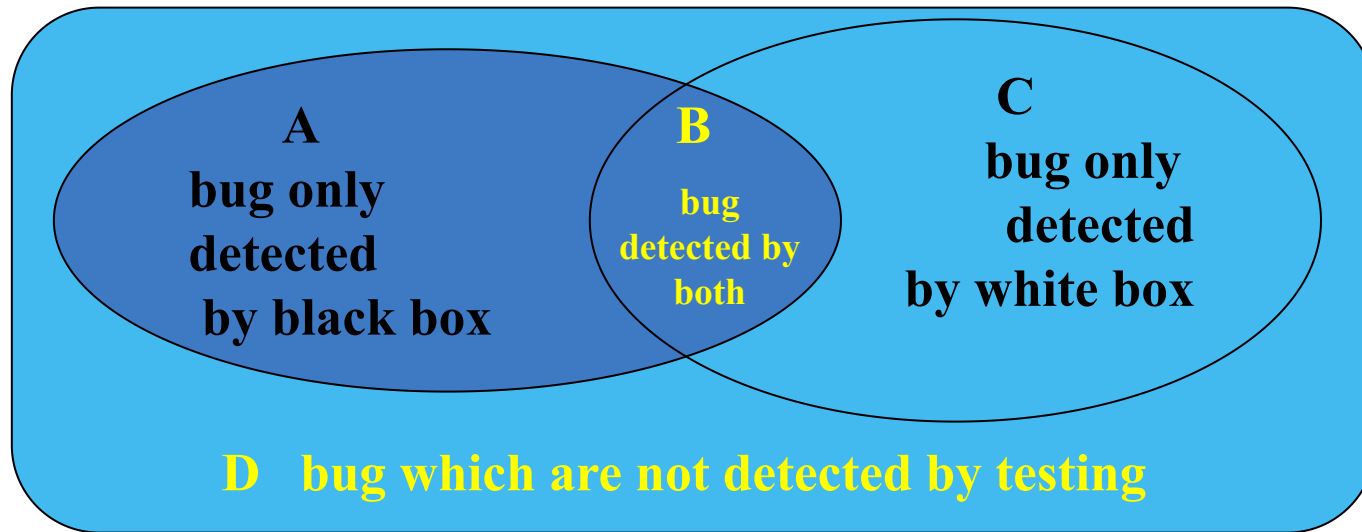 A
bug only
detected
by black box
B
bug
detected by
both
C
bug only
detected
by white box
D bug which are not detected by testing